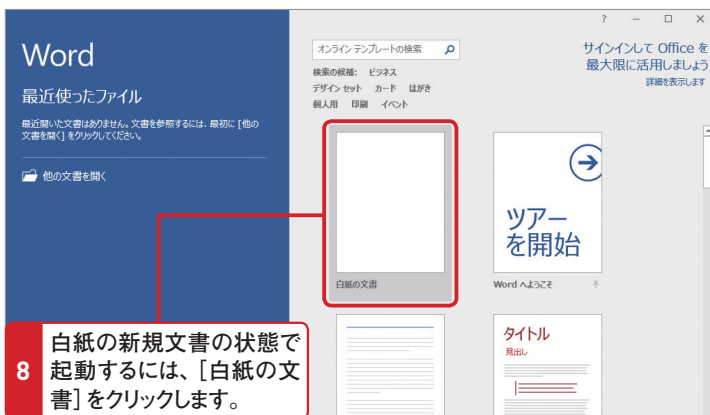 Word
最近使ったファイル
最近開いた文書はありません。文書を参照するには、最初に [他の
文書を開く] をクリックしてください。
他の文書を開く
オンライン テンプレートの検索
検索の候補: ビジネス
デザイン セット カード はがき
個人用 印刷 イベント
? − □ ×
サインインして Office を
最大限に活用しましょう
詳細を表示します
ツアー
を開始
白紙の文書
Word へようこそ
タイトル
見出し
8
白紙の新規文書の状態で
起動するには、[白紙の文
書]をクリックします。